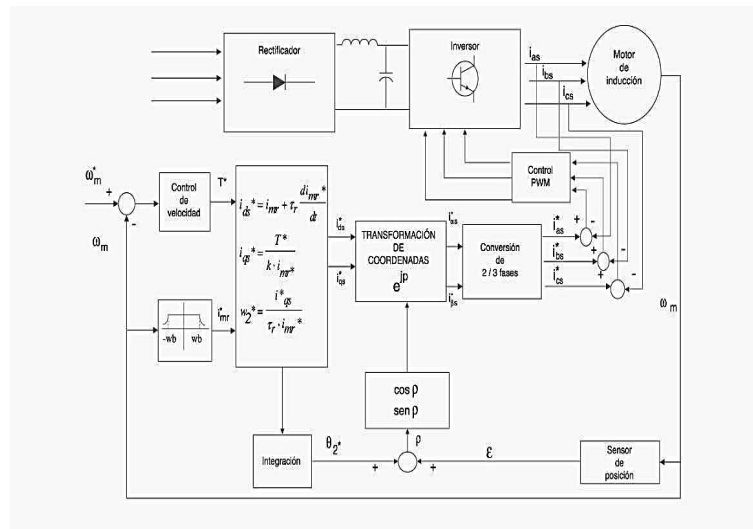 Rectificador
Inversor
Motor
de
inducción
i_as
i_bs
i_cs
Control
PWM
ω*_m
+
-
ω_m
Control
de
velocidad
T*
i_ds* = i_mr + τ_r di_mr* / dt
i_qs* = T* / k · i_mr*
w_2* = i*_qs / τ_r · i_mr*
i*_ds
i*_qs
TRANSFORMACIÓN
DE
COORDENADAS
e^jρ
i*_αs
i*_βs
Conversión
de
2 / 3 fases
i*_as
i*_bs
i*_cs
+
-
+
-
+
-
ω_m
-wb wb
i*_mr
cos ρ
sen ρ
ρ
Integración
θ_2*
+
+
ε
Sensor
de
posición